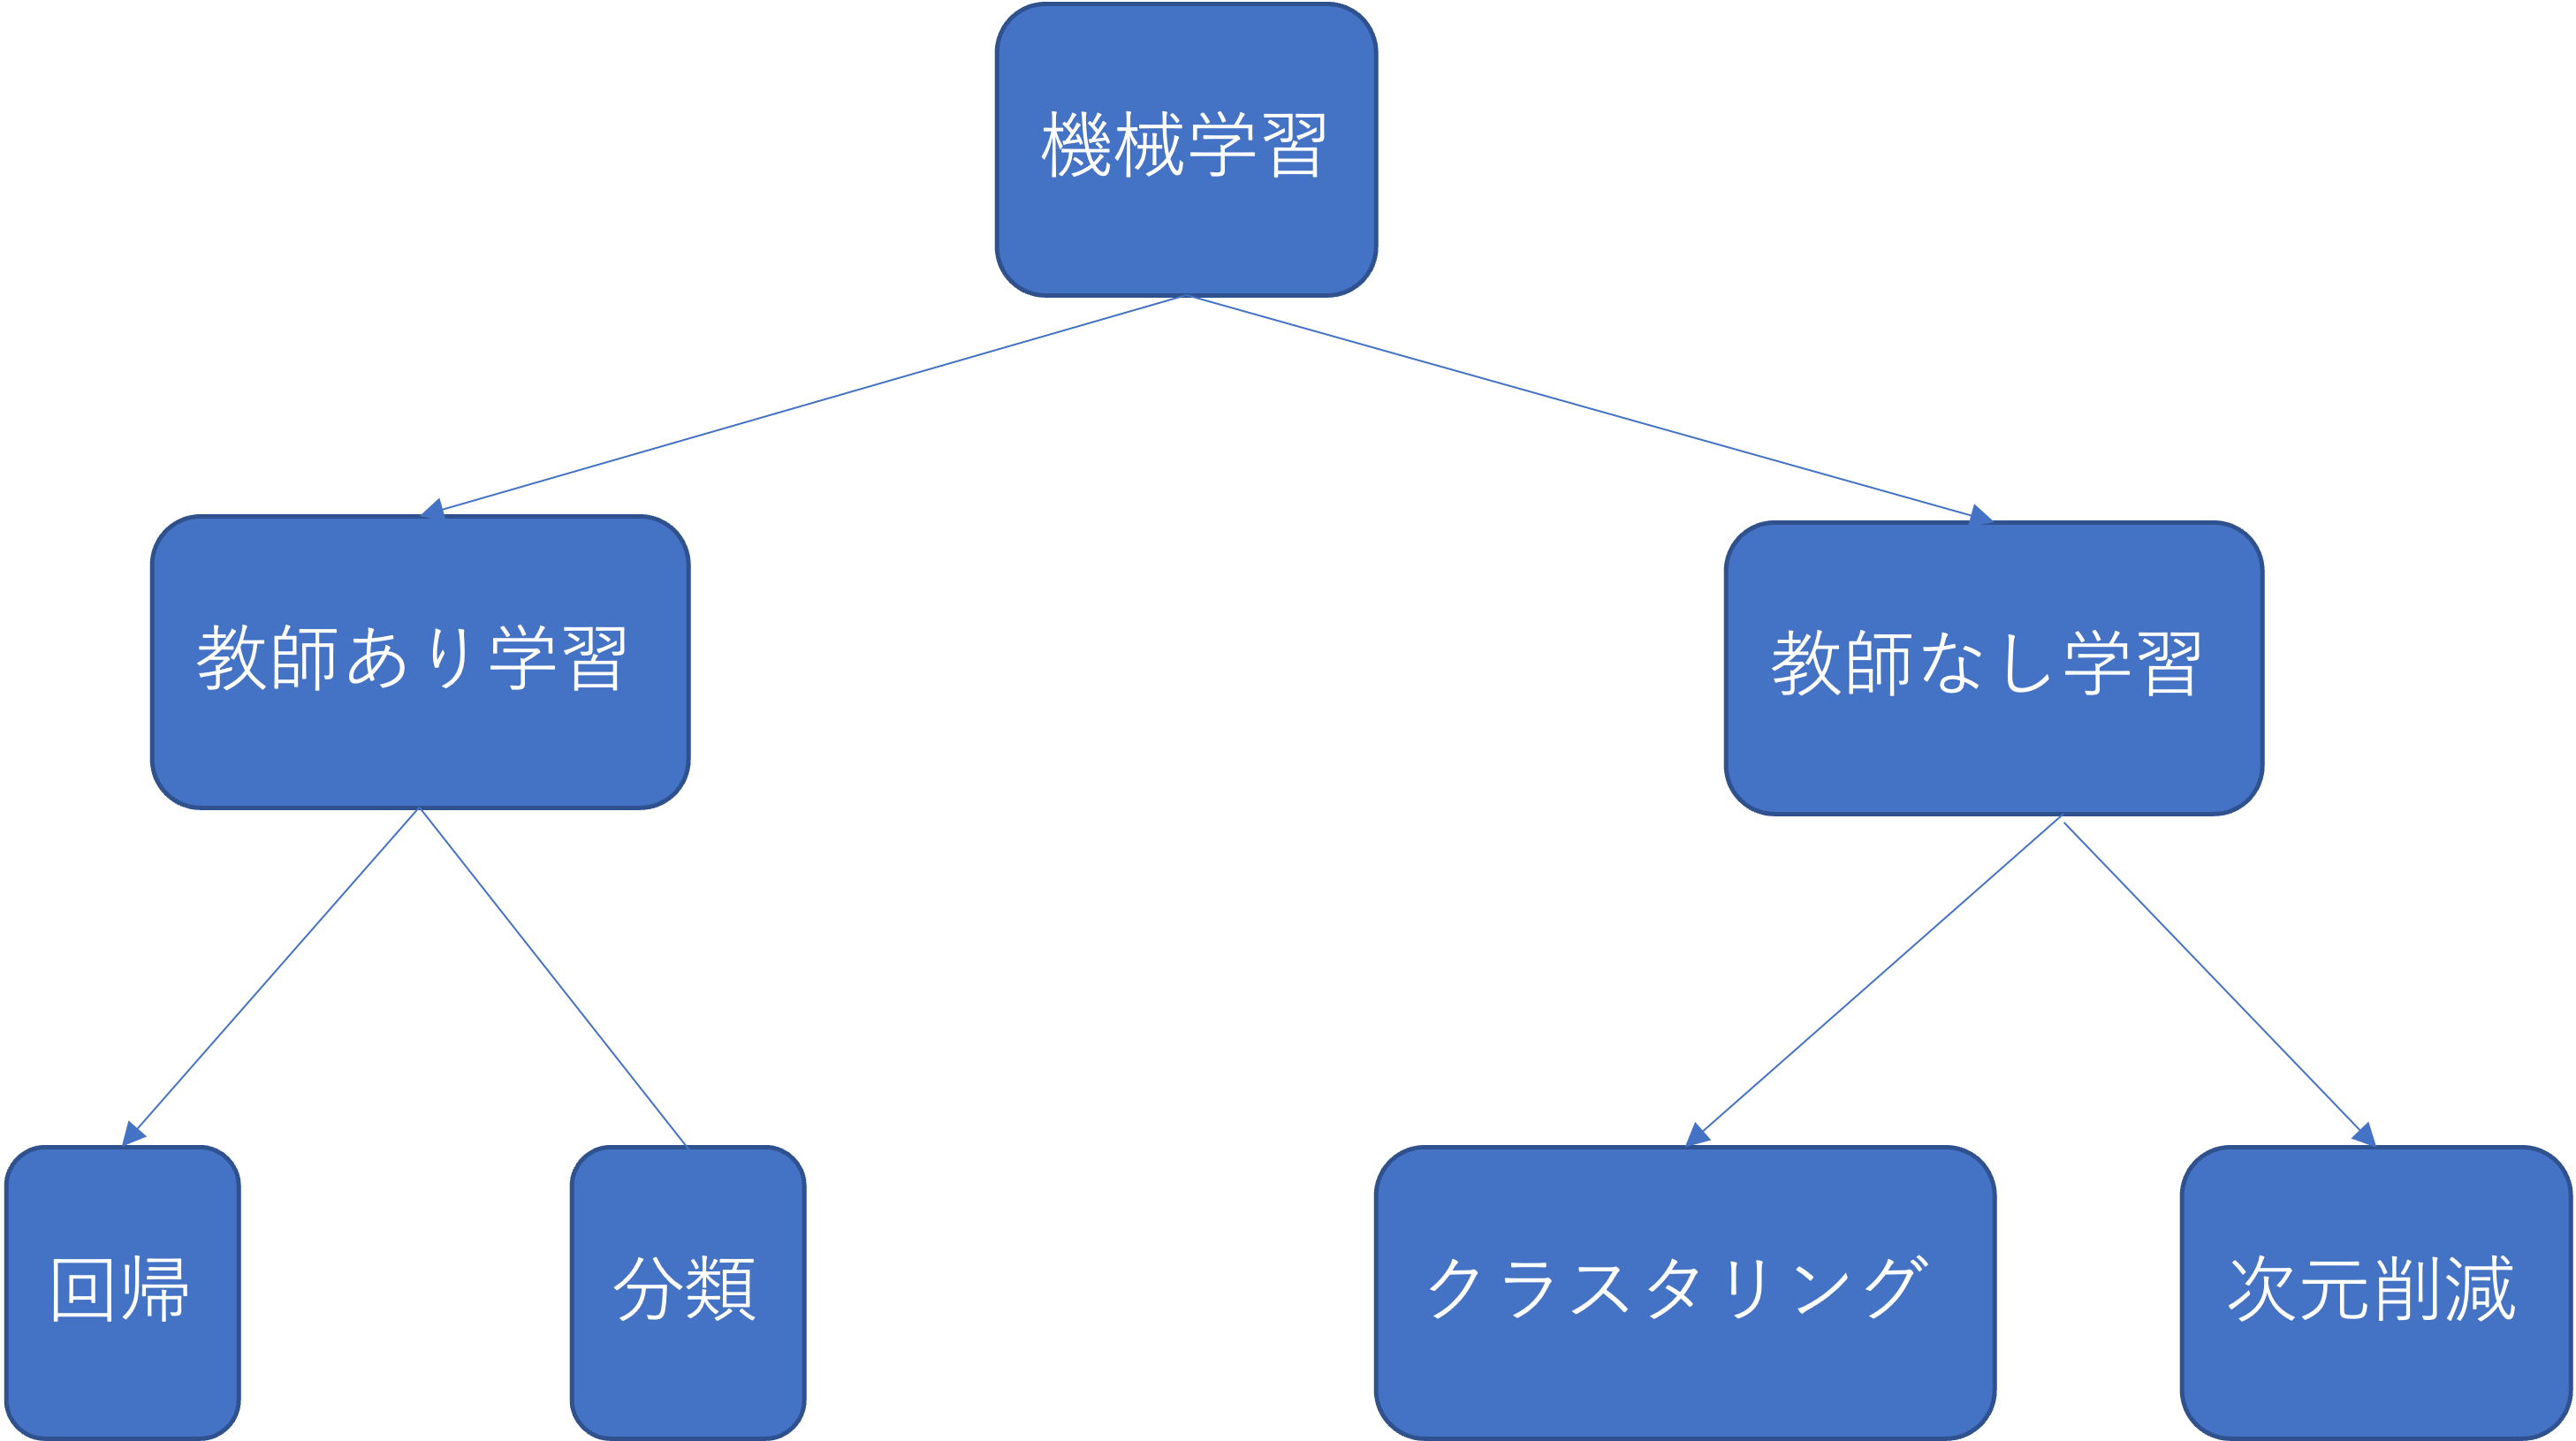 機械学習
教師あり学習
教師なし学習
回帰
分類
クラスタリング
次元削減